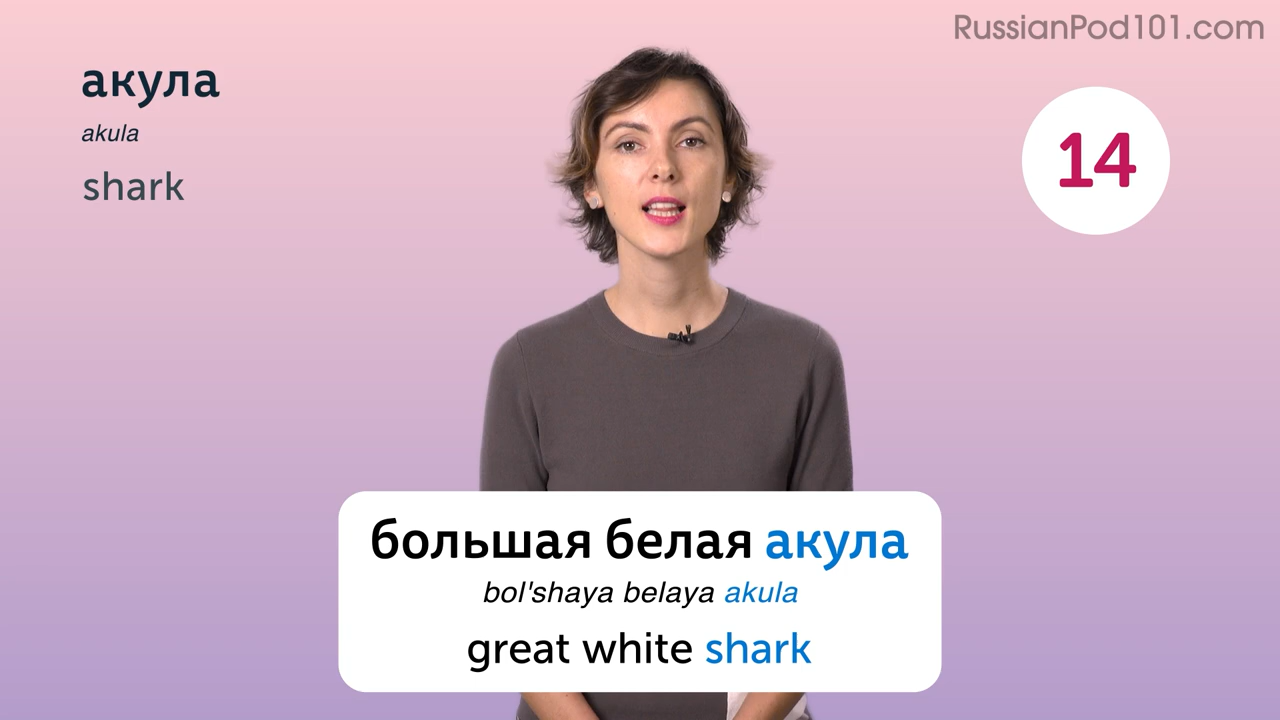 RussianPod101.com
акула
akula
shark
14
большая белая акула
bol'shaya belaya akula
great white shark